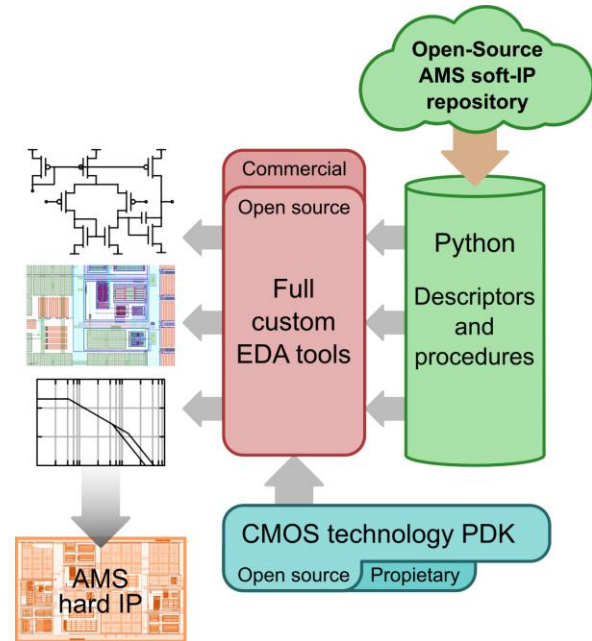 Open-Source
AMS soft-IP
repository
Commercial
Open source
Full
custom
EDA tools
Python
Descriptors
and
procedures
CMOS technology PDK
Open source
Propietary
AMS
hard IP